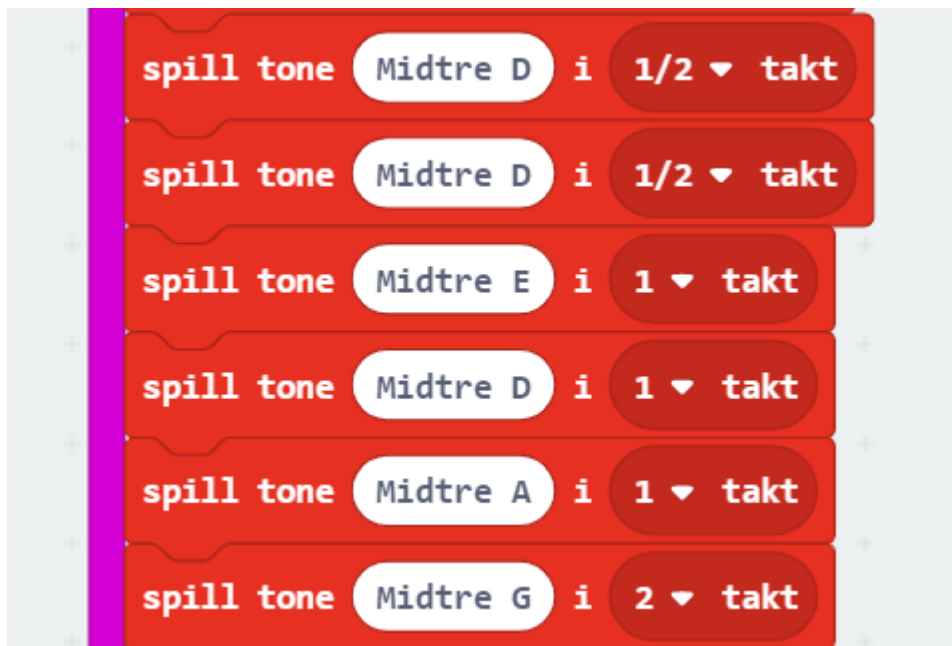 spill tone Midtre D i 1/2 takt
spill tone Midtre D i 1/2 takt
spill tone Midtre E i 1 takt
spill tone Midtre D i 1 takt
spill tone Midtre A i 1 takt
spill tone Midtre G i 2 takt